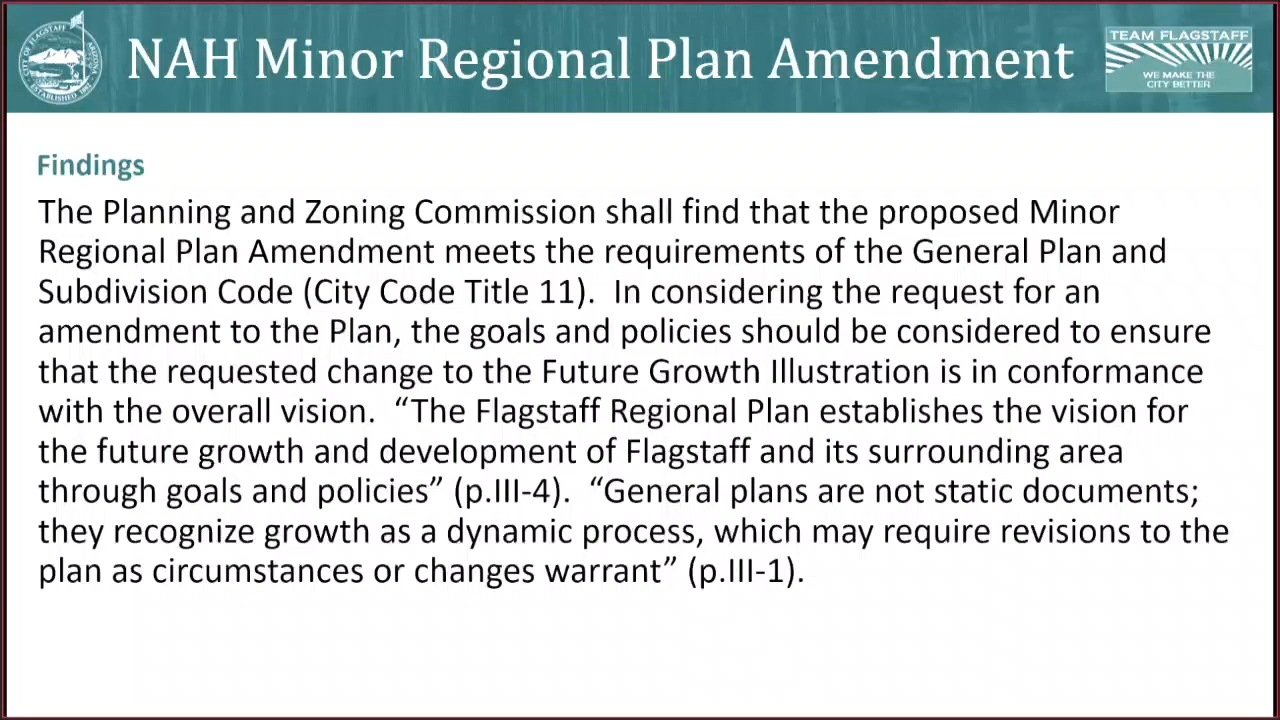 NAH Minor Regional Plan Amendment
CITY OF FLAGSTAFF ARIZONA
ESTABLISHED 1882
TEAM FLAGSTAFF
WE MAKE THE
CITY BETTER
Findings
The Planning and Zoning Commission shall find that the proposed Minor
Regional Plan Amendment meets the requirements of the General Plan and
Subdivision Code (City Code Title 11).  In considering the request for an
amendment to the Plan, the goals and policies should be considered to ensure
that the requested change to the Future Growth Illustration is in conformance
with the overall vision.  “The Flagstaff Regional Plan establishes the vision for
the future growth and development of Flagstaff and its surrounding area
through goals and policies” (p.III-4).  “General plans are not static documents;
they recognize growth as a dynamic process, which may require revisions to the
plan as circumstances or changes warrant” (p.III-1).